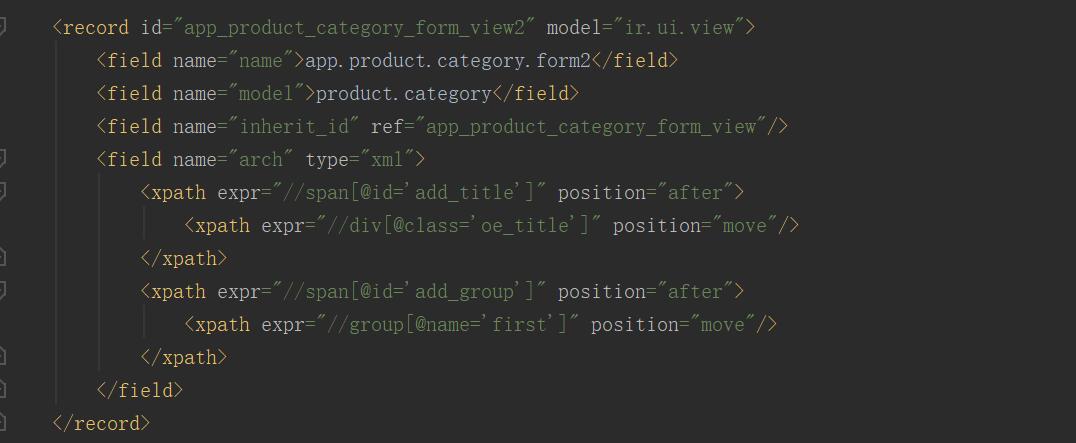 <record id="app_product_category_form_view2" model="ir.ui.view">
<field name="name">app.product.category.form2</field>
<field name="model">product.category</field>
<field name="inherit_id" ref="app_product_category_form_view"/>
<field name="arch" type="xml">
<xpath expr="//span[@id='add_title']" position="after">
<xpath expr="//div[@class='oe_title']" position="move"/>
</xpath>
<xpath expr="//span[@id='add_group']" position="after">
<xpath expr="//group[@name='first']" position="move"/>
</xpath>
</field>
</record>